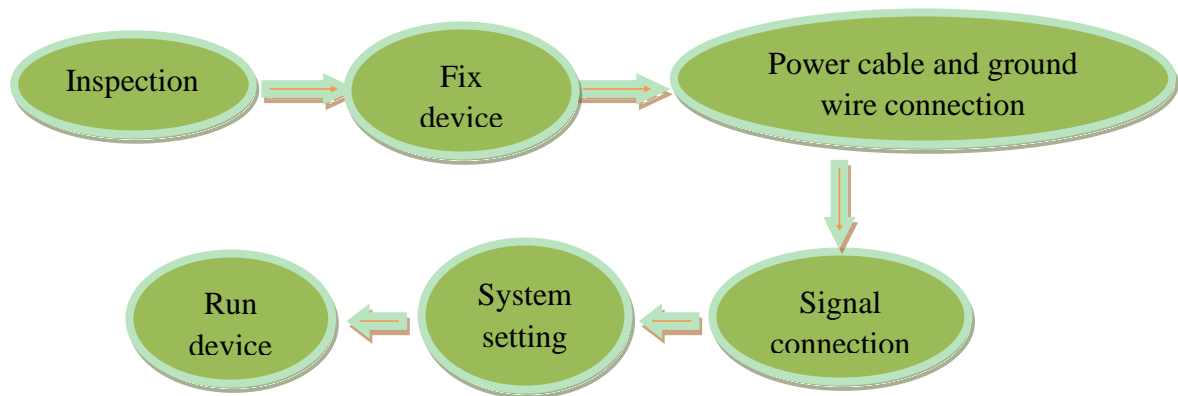 Inspection
Fix
device
Power cable and ground
wire connection
Signal
connection
System
setting
Run
device